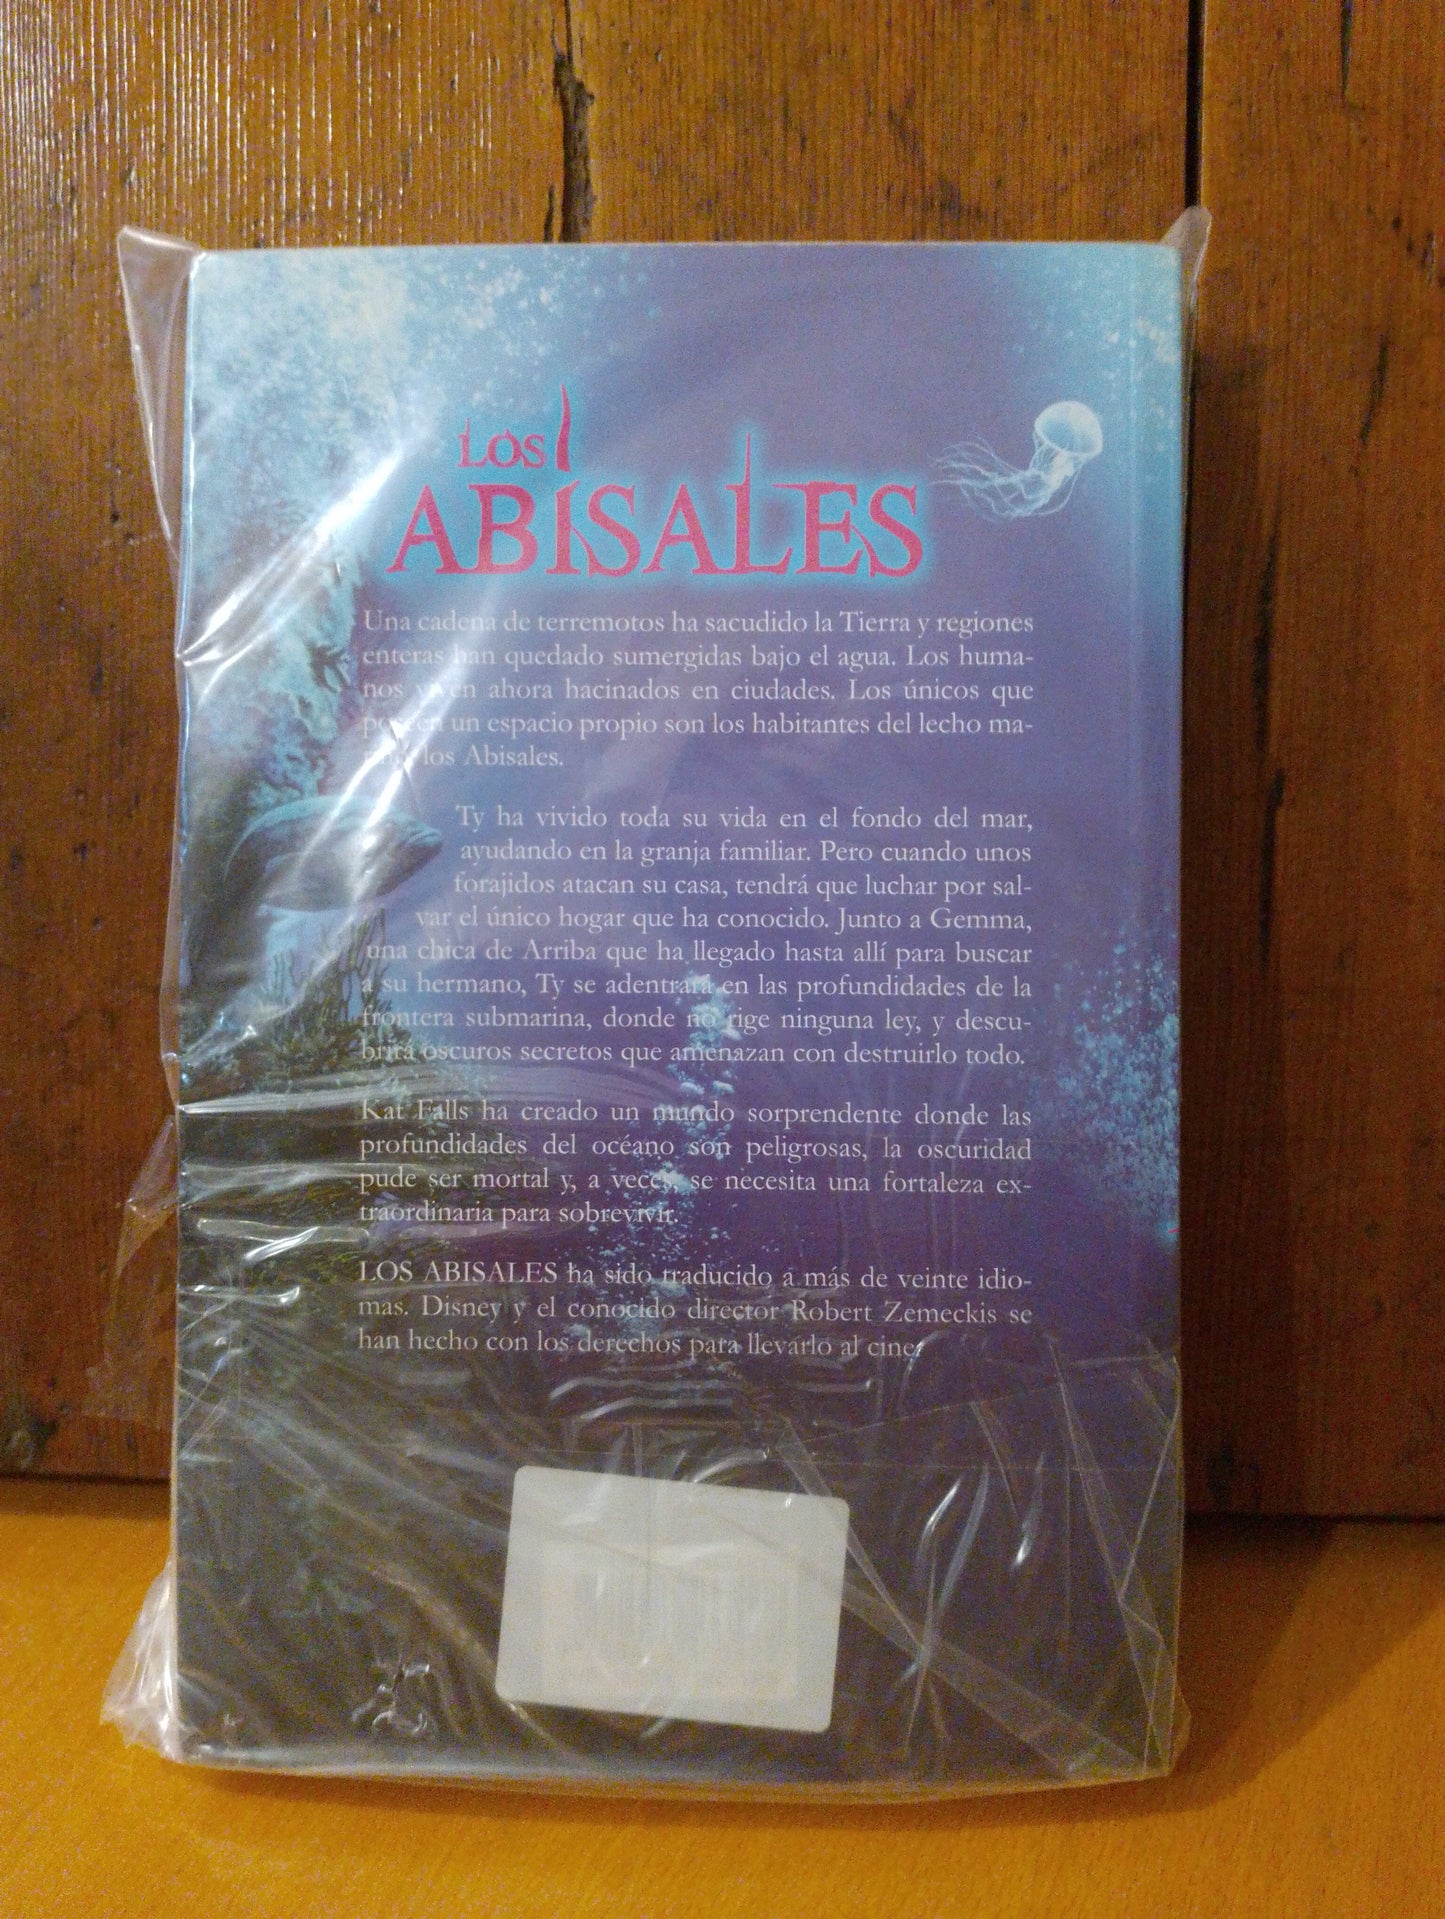 LOS
ABISALES
Una cadena de terremotos ha sacudido la Tierra y regiones
enteras han quedado sumergidas bajo el agua. Los huma-
nos viven ahora hacinados en ciudades. Los únicos que
poseen un espacio propio son los habitantes del lecho ma-
rino, los Abisales.
Ty ha vivido toda su vida en el fondo del mar,
ayudando en la granja familiar. Pero cuando unos
forajidos atacan su casa, tendrá que luchar por sal-
var el único hogar que ha conocido. Junto a Gemma,
una chica de Arriba que ha llegado hasta allí para buscar
a su hermano, Ty se adentrará en las profundidades de la
frontera submarina, donde no rige ninguna ley, y descu-
brirá oscuros secretos que amenazan con destruirlo todo.
Kat Falls ha creado un mundo sorprendente donde las
profundidades del océano son peligrosas, la oscuridad
pude ser mortal y, a veces, se necesita una fortaleza ex-
traordinaria para sobrevivir.
LOS ABISALES ha sido traducido a más de veinte idio-
mas. Disney y el conocido director Robert Zemeckis se
han hecho con los derechos para llevarlo al cine.